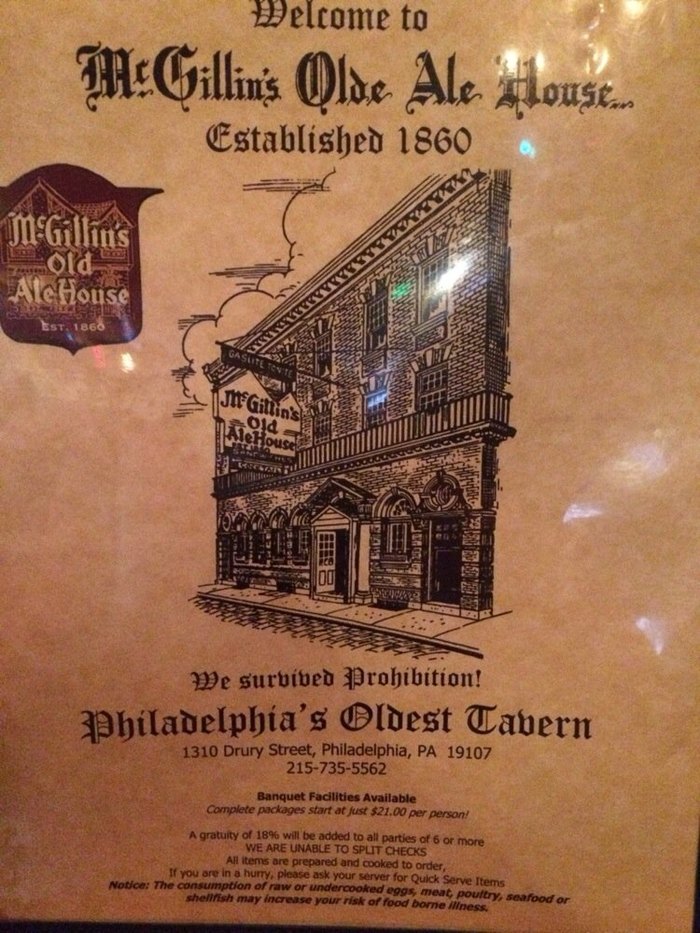 Welcome to
McGillin's Olde Ale House...
Established 1860
McGillin's
Old
Ale House
EST. 1860
McGillin's
Old
Ale House
We survived Prohibition!
Philadelphia's Oldest Tavern
1310 Drury Street, Philadelphia, PA 19107
215-735-5562
Banquet Facilities Available
Complete packages start at just $21.00 per person!
A gratuity of 18% will be added to all parties of 6 or more
WE ARE UNABLE TO SPLIT CHECKS
All items are prepared and cooked to order,
If you are in a hurry, please ask your server for Quick Serve Items
Notice: The consumption of raw or undercooked eggs, meat, poultry, seafood or
shellfish may increase your risk of food borne illness.